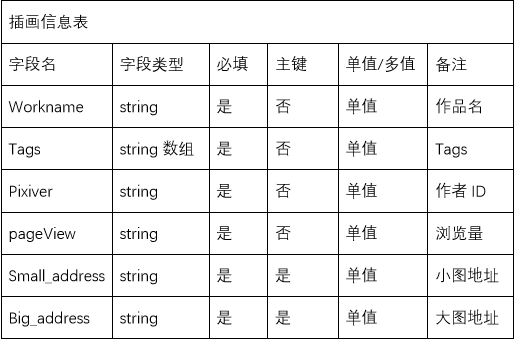 插画信息表
字段名 字段类型 必填 主键 单值/多值 备注
Workname string 是 否 单值 作品名
Tags string 数组 是 否 单值 Tags
Pixiver string 是 否 单值 作者 ID
pageView string 是 否 单值 浏览量
Small_address string 是 是 单值 小图地址
Big_address string 是 是 单值 大图地址